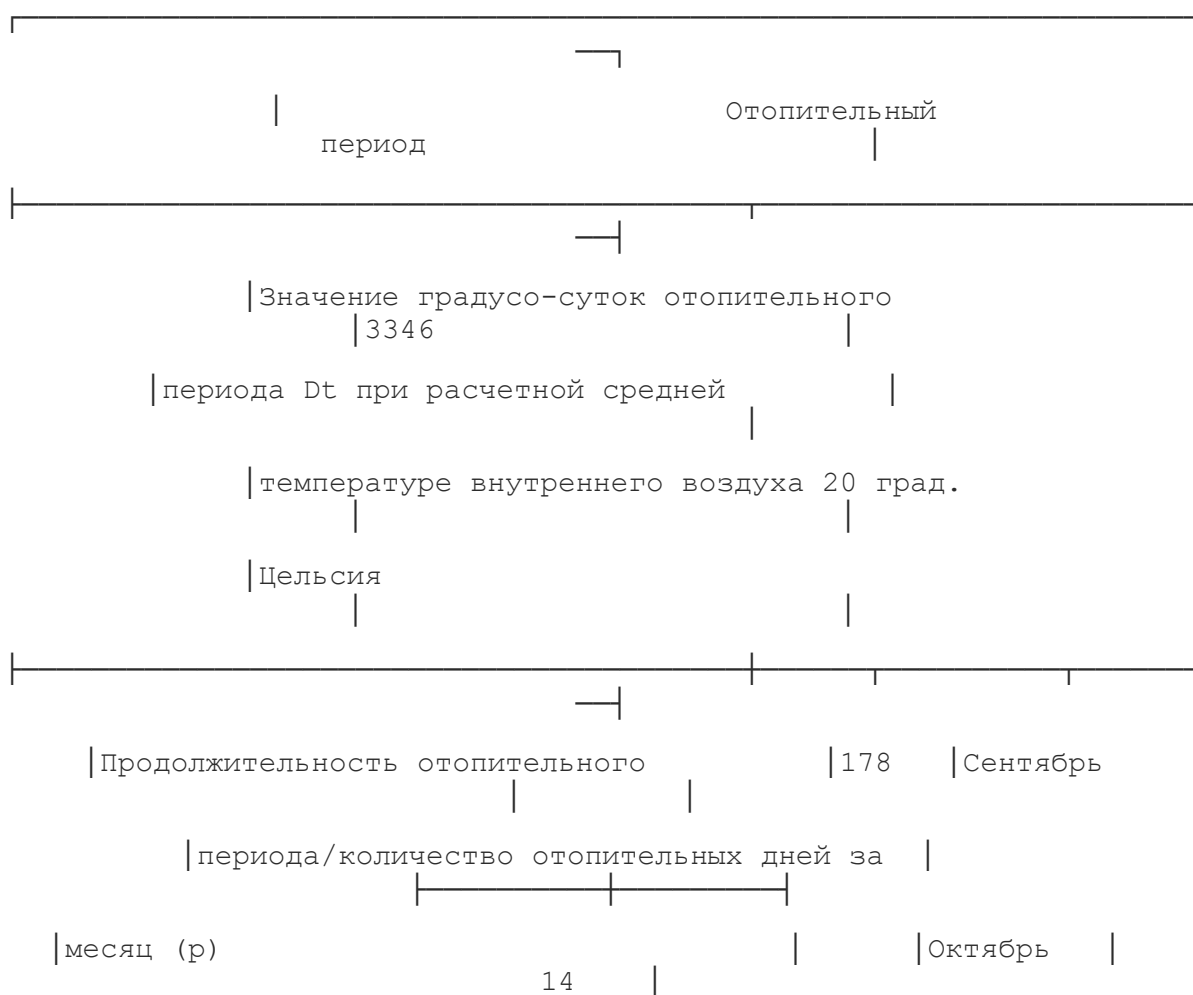 Отопительный
период
Значение градусо-суток отопительного
3346
периода Dt при расчетной средней
температуре внутреннего воздуха 20 град.
Цельсия
Продолжительность отопительного 178 Сентябрь
периода/количество отопительных дней за
месяц (p) Октябрь
14